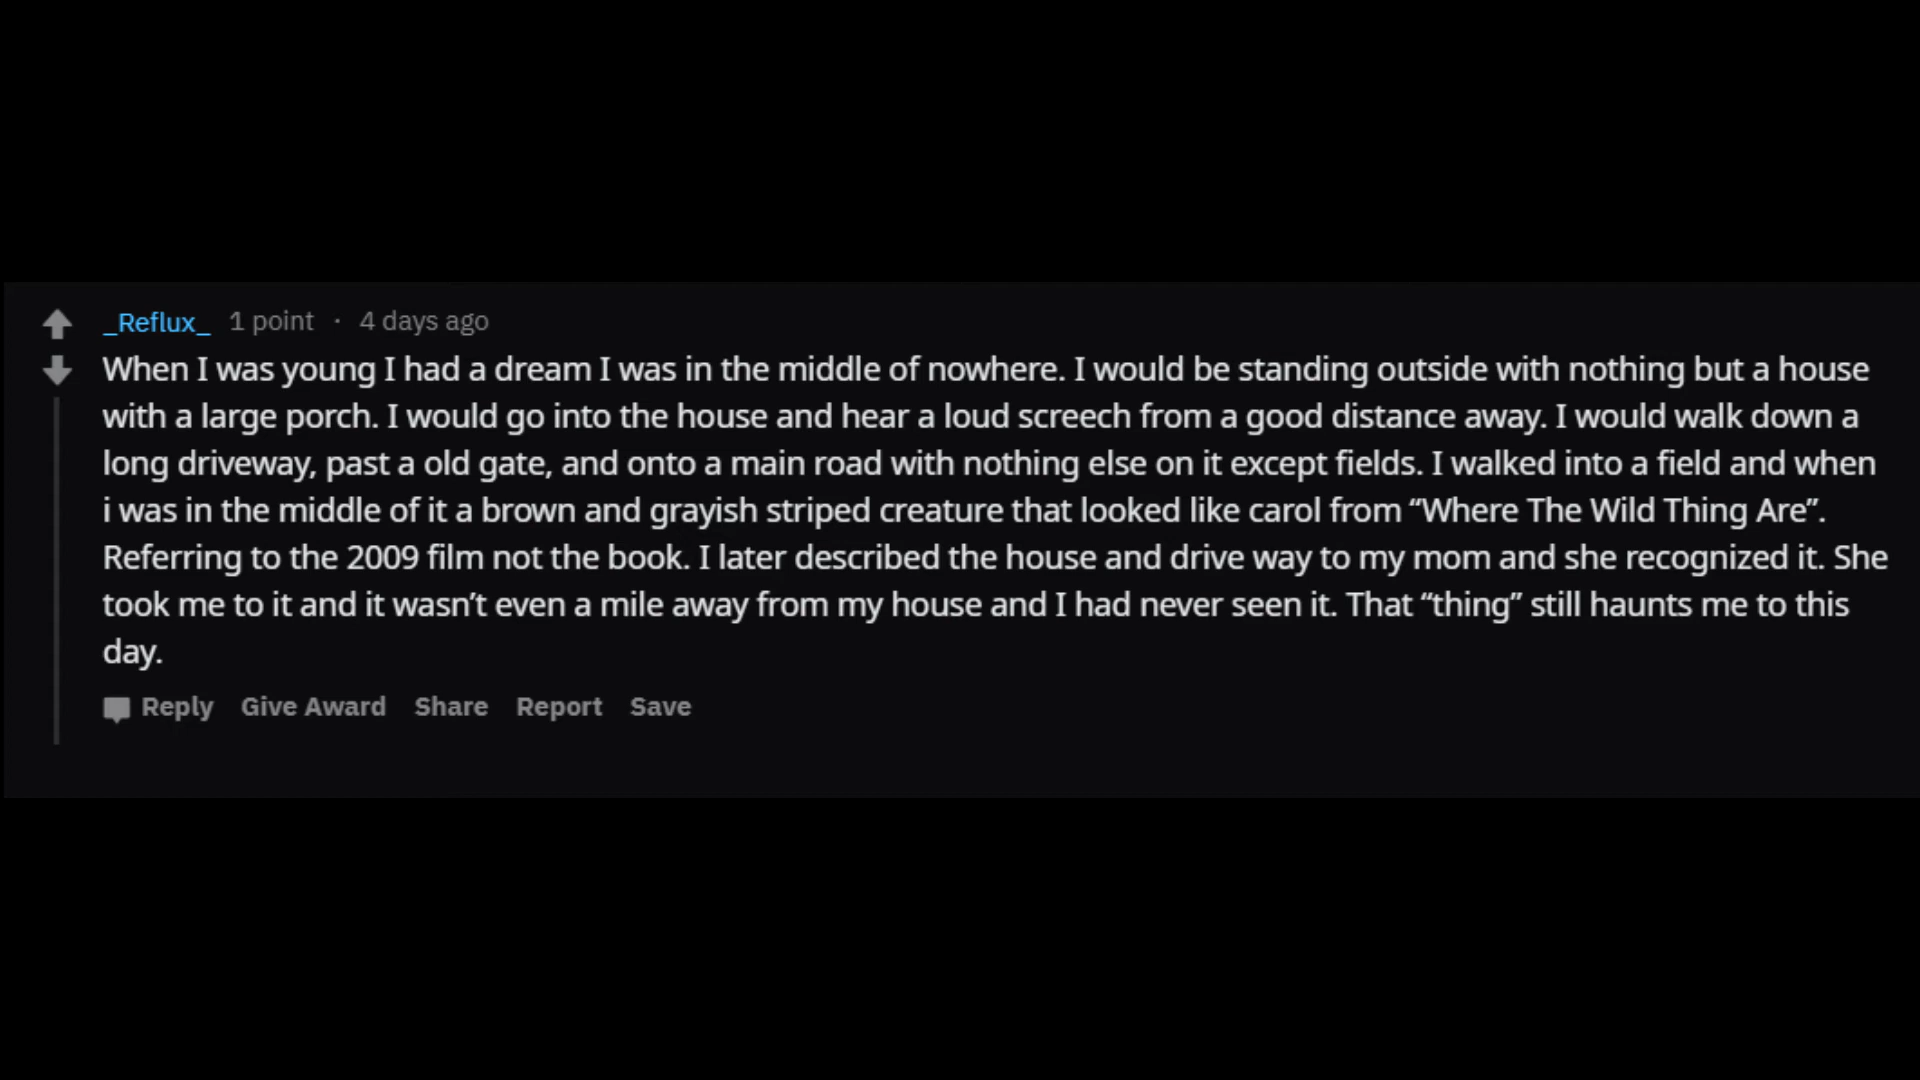 _Reflux_ 1 point · 4 days ago
When I was young I had a dream I was in the middle of nowhere. I would be standing outside with nothing but a house
with a large porch. I would go into the house and hear a loud screech from a good distance away. I would walk down a
long driveway, past a old gate, and onto a main road with nothing else on it except fields. I walked into a field and when
i was in the middle of it a brown and grayish striped creature that looked like carol from “Where The Wild Thing Are”.
Referring to the 2009 film not the book. I later described the house and drive way to my mom and she recognized it. She
took me to it and it wasn’t even a mile away from my house and I had never seen it. That “thing” still haunts me to this
day.
Reply Give Award Share Report Save